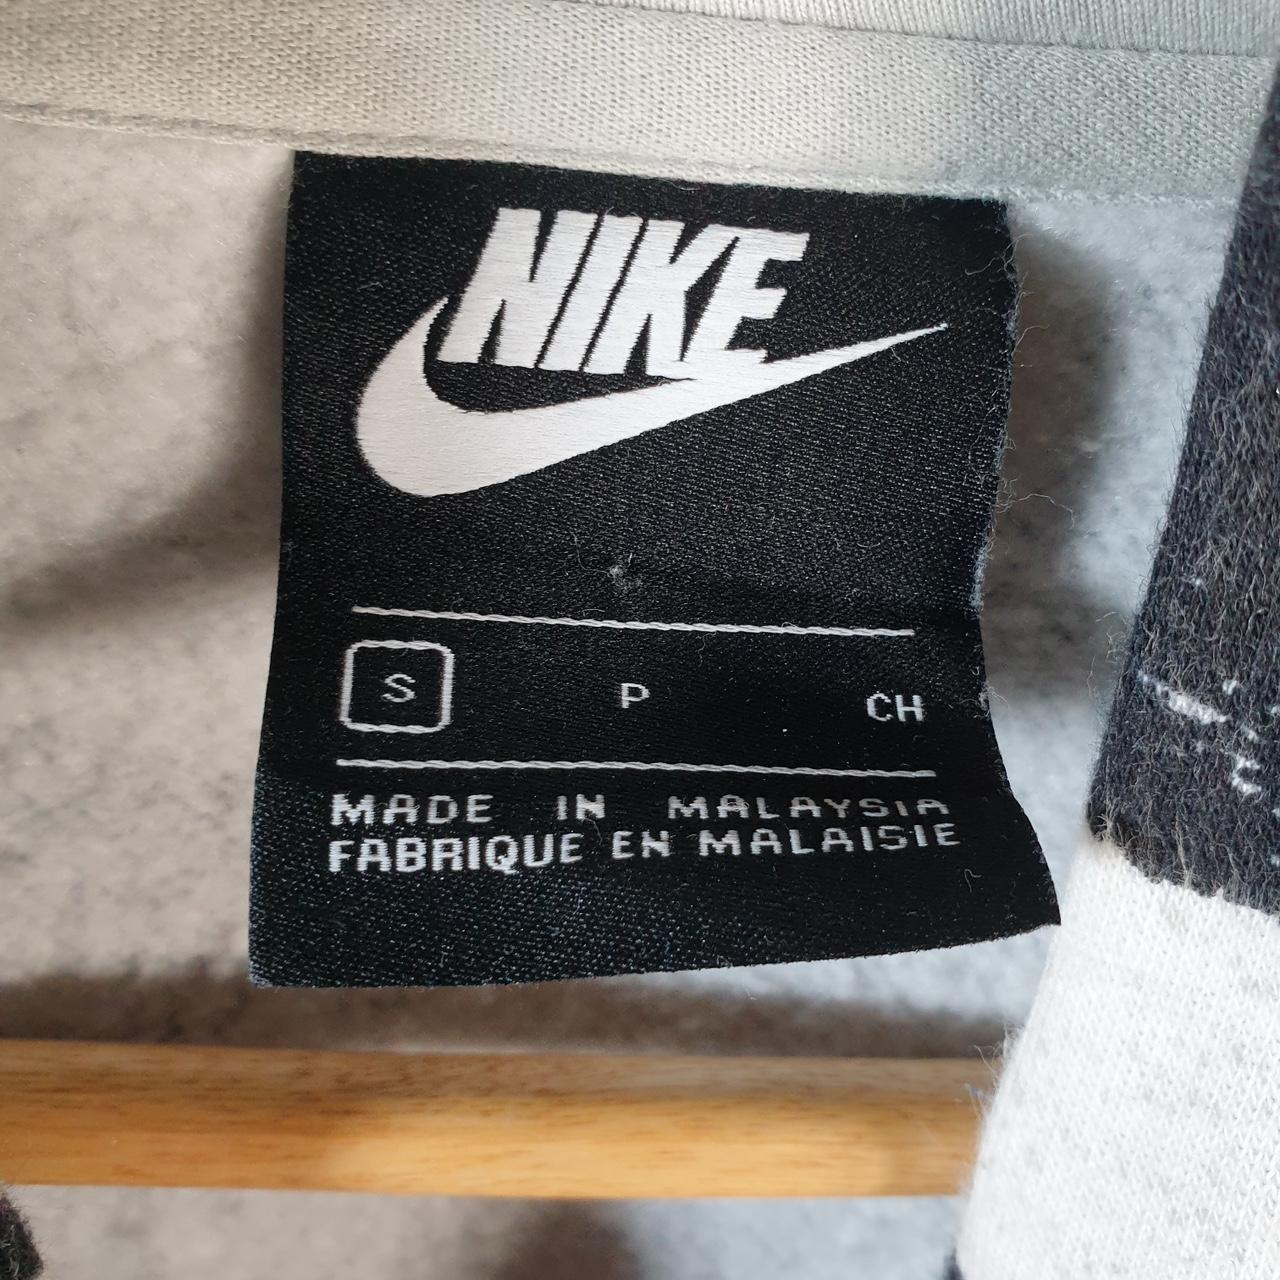 NIKE
S P CH
MADE IN MALAYSIA
FABRIQUE EN MALAISIE